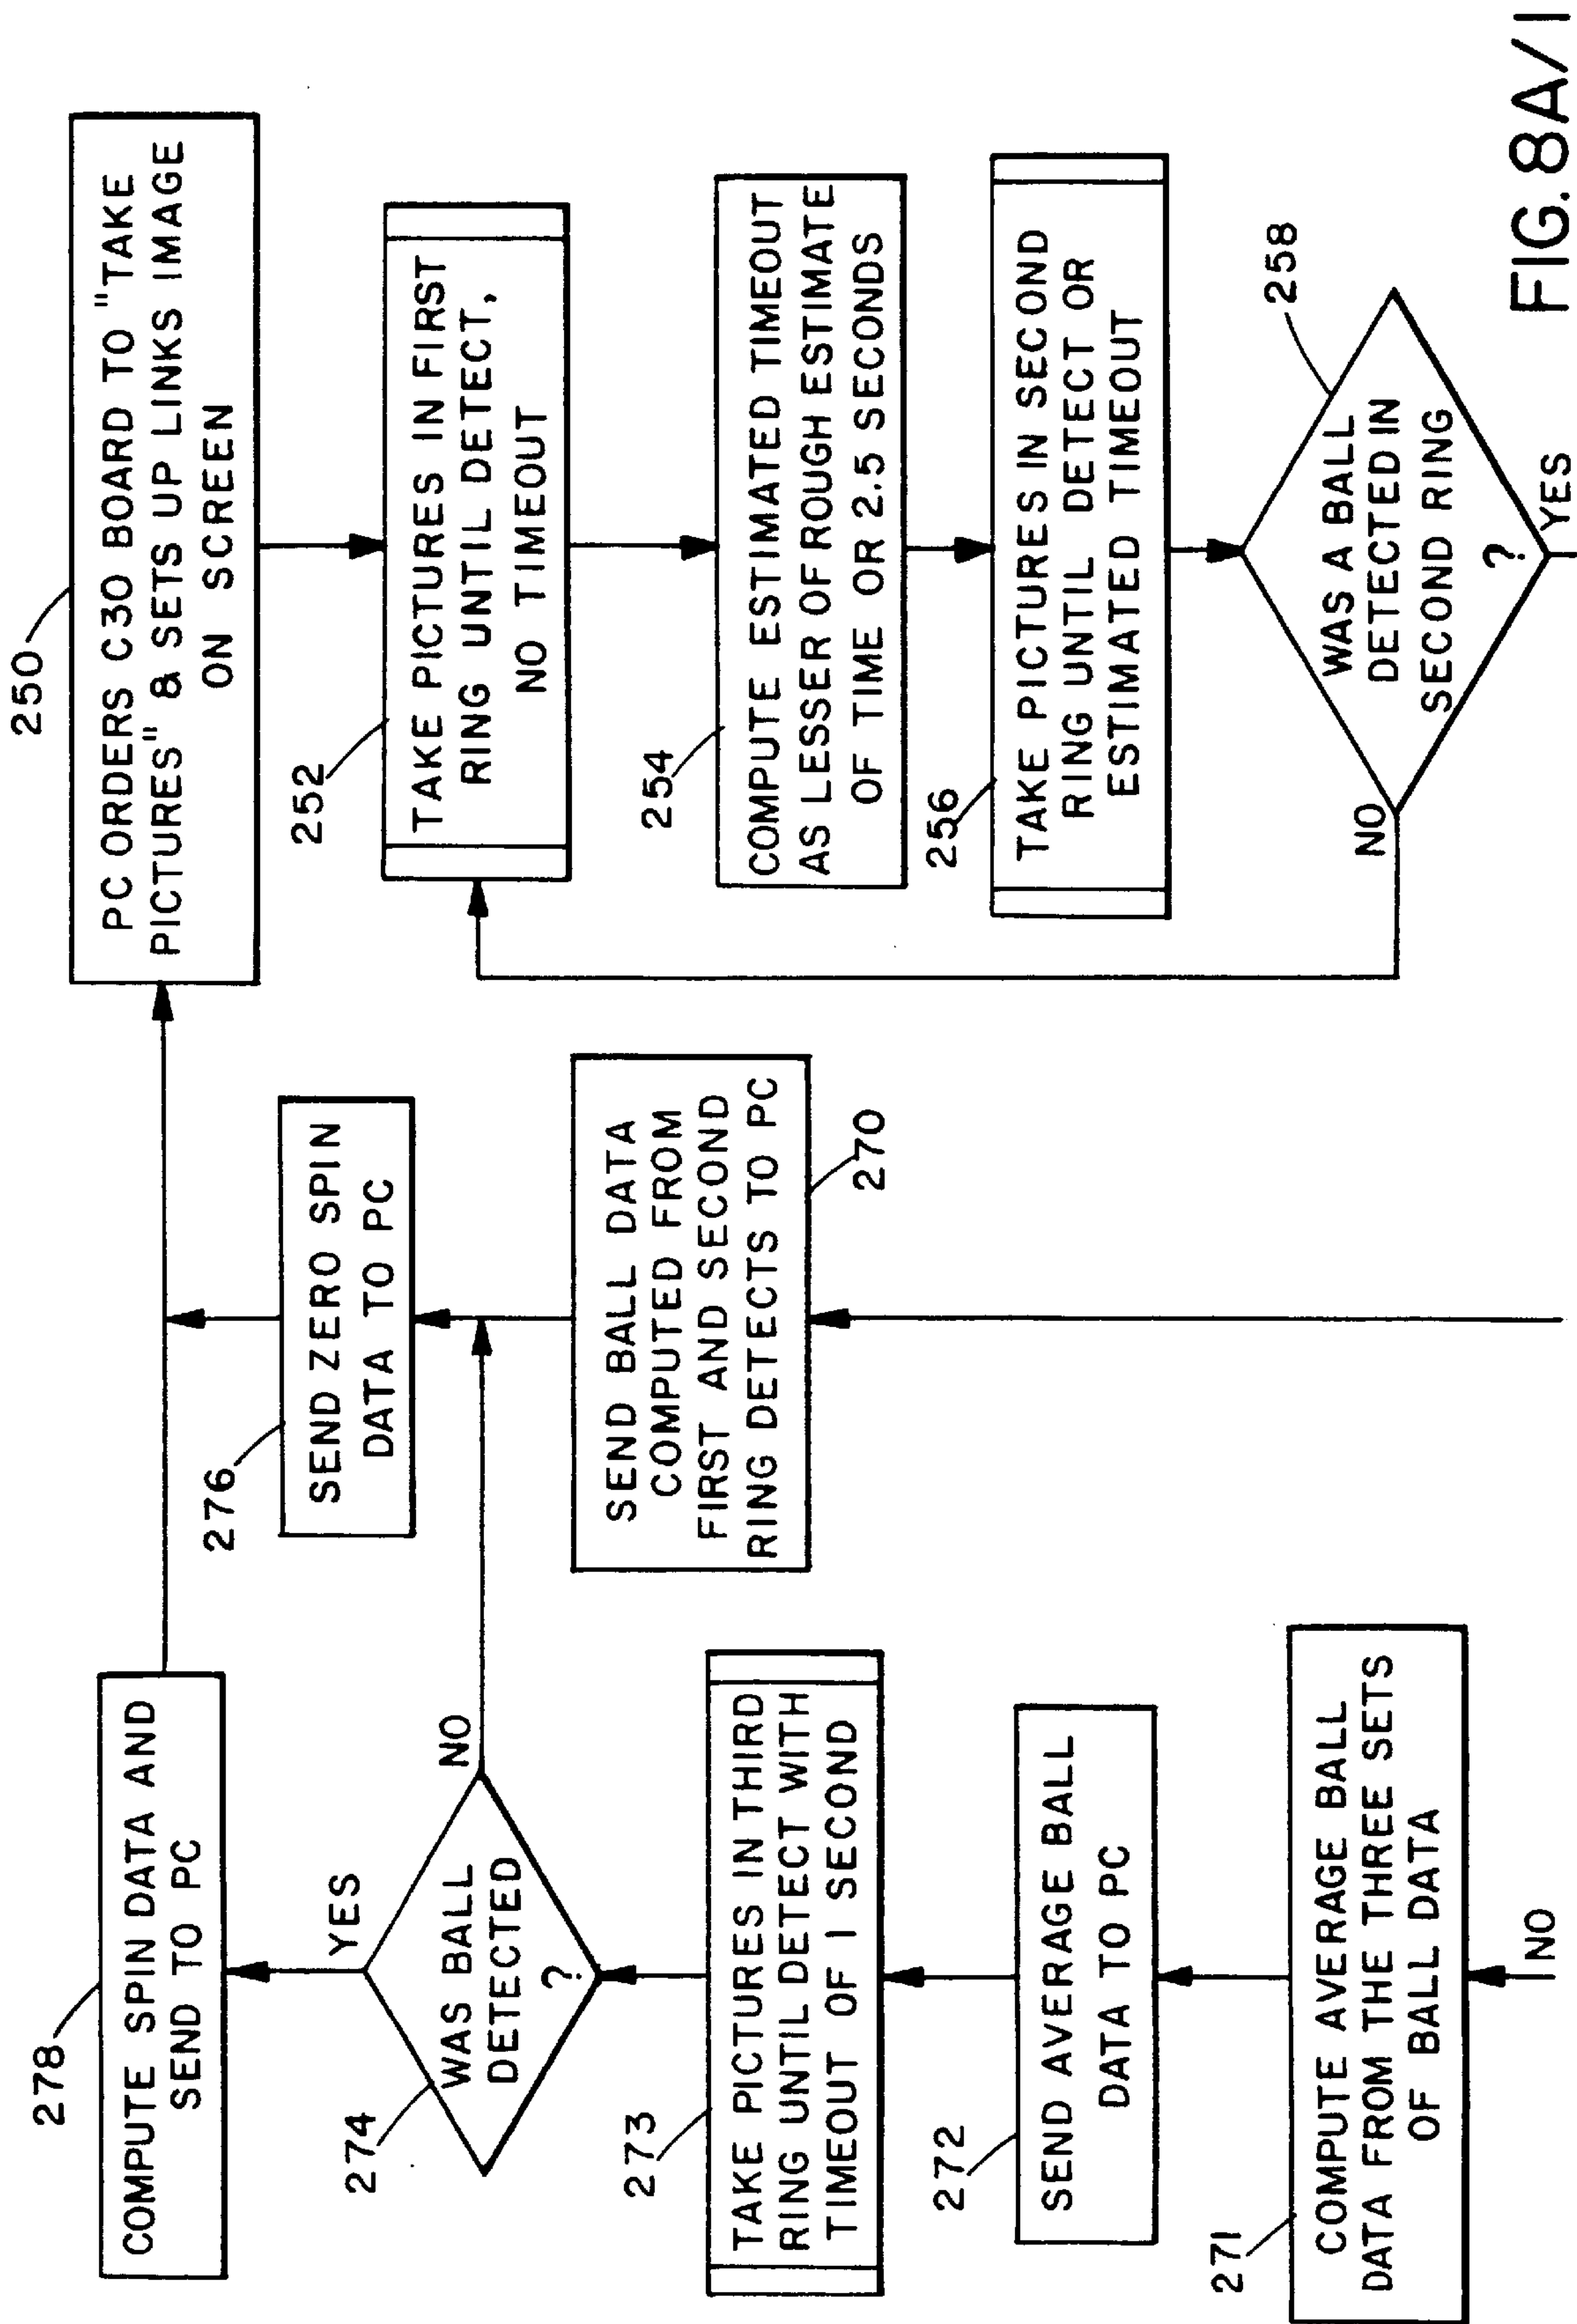 250
PC ORDERS C30 BOARD TO "TAKE
PICTURES" & SETS UP LINKS IMAGE
ON SCREEN
252
TAKE PICTURES IN FIRST
RING UNTIL DETECT,
NO TIMEOUT
254
COMPUTE ESTIMATED TIMEOUT
AS LESSER OF ROUGH ESTIMATE
OF TIME OR 2.5 SECONDS
256
TAKE PICTURES IN SECOND
RING UNTIL DETECT OR
ESTIMATED TIMEOUT
258
WAS A BALL
DETECTED IN
SECOND RING
?
NO
YES
276
SEND ZERO SPIN
DATA TO PC
SEND BALL DATA
COMPUTED FROM
FIRST AND SECOND
RING DETECTS TO PC
270
278
COMPUTE SPIN DATA AND
SEND TO PC
YES
NO
274
WAS BALL
DETECTED
?
273
TAKE PICTURES IN THIRD
RING UNTIL DETECT WITH
TIMEOUT OF 1 SECOND
272
SEND AVERAGE BALL
DATA TO PC
271
COMPUTE AVERAGE BALL
DATA FROM THE THREE SETS
OF BALL DATA
NO
FIG. 8A/1